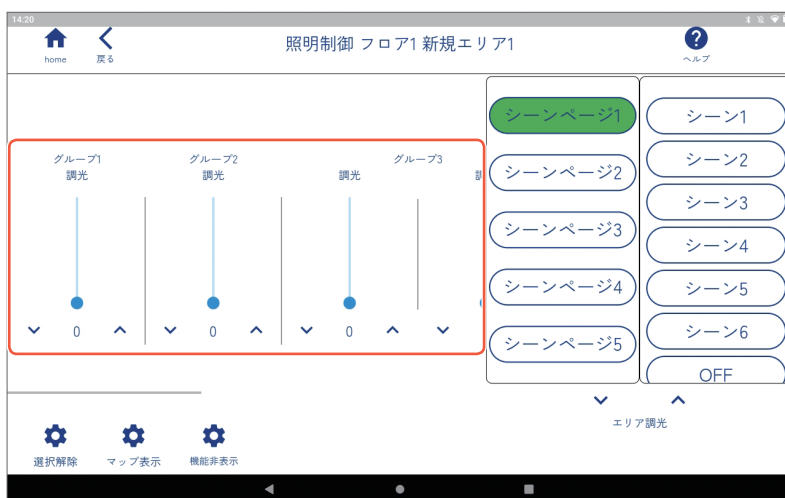 14:20
home
戻る
照明制御 フロア1 新規エリア1
ヘルプ
グループ1
調光
0
グループ2
調光
0
グループ3
調光
0
シーンページ1
シーンページ2
シーンページ3
シーンページ4
シーンページ5
シーン1
シーン2
シーン3
シーン4
シーン5
シーン6
OFF
エリア調光
選択解除
マップ表示
機能非表示